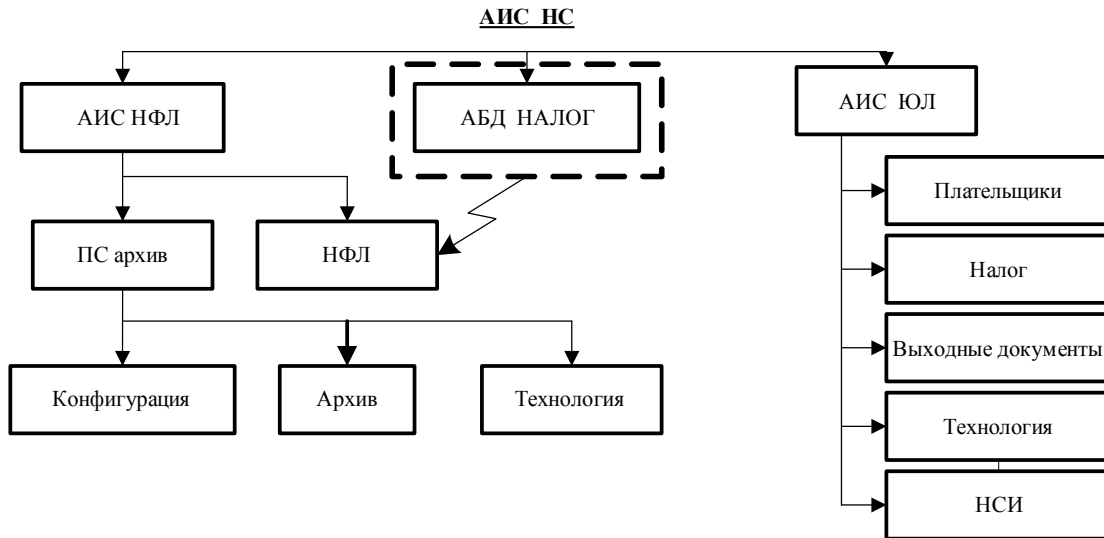 АИС НС
АИС НФЛ
АБД НАЛОГ
АИС ЮЛ
Плательщики
ПС архив
НФЛ
Налог
Выходные документы
Конфигурация
Архив
Технология
Технология
НСИ